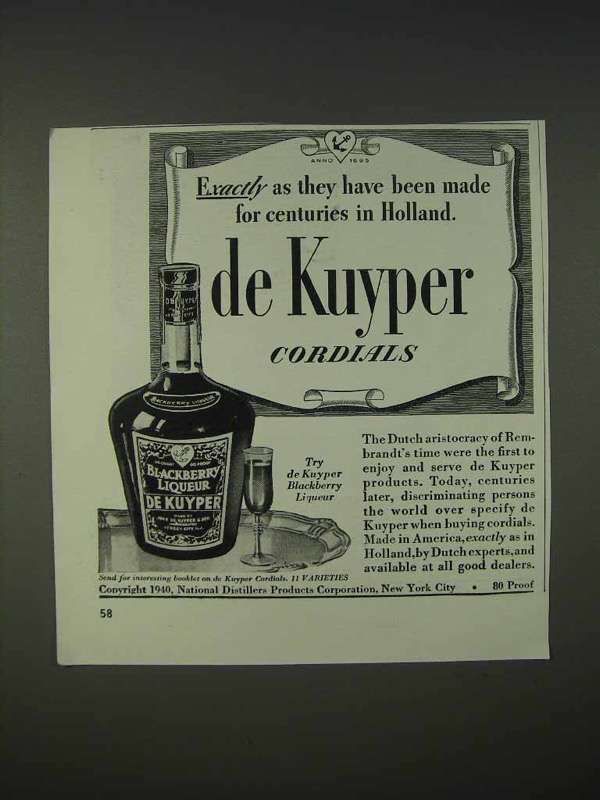 ANNO 1695
Exactly as they have been made
for centuries in Holland.
de Kuyper
CORDIALS
BLACKBERRY LIQUEUR
BLACKBERRY
LIQUEUR
DE KUYPER
Try
de Kuyper
Blackberry
Liqueur
The Dutch aristocracy of Rem-
brandt's time were the first to
enjoy and serve de Kuyper
products. Today, centuries
later, discriminating persons
the world over specify de
Kuyper when buying cordials.
Made in America, exactly as in
Holland, by Dutch experts, and
available at all good dealers.
Send for interesting booklet on de Kuyper Cordials. 11 VARIETIES
Copyright 1940, National Distillers Products Corporation, New York City • 80 Proof
58